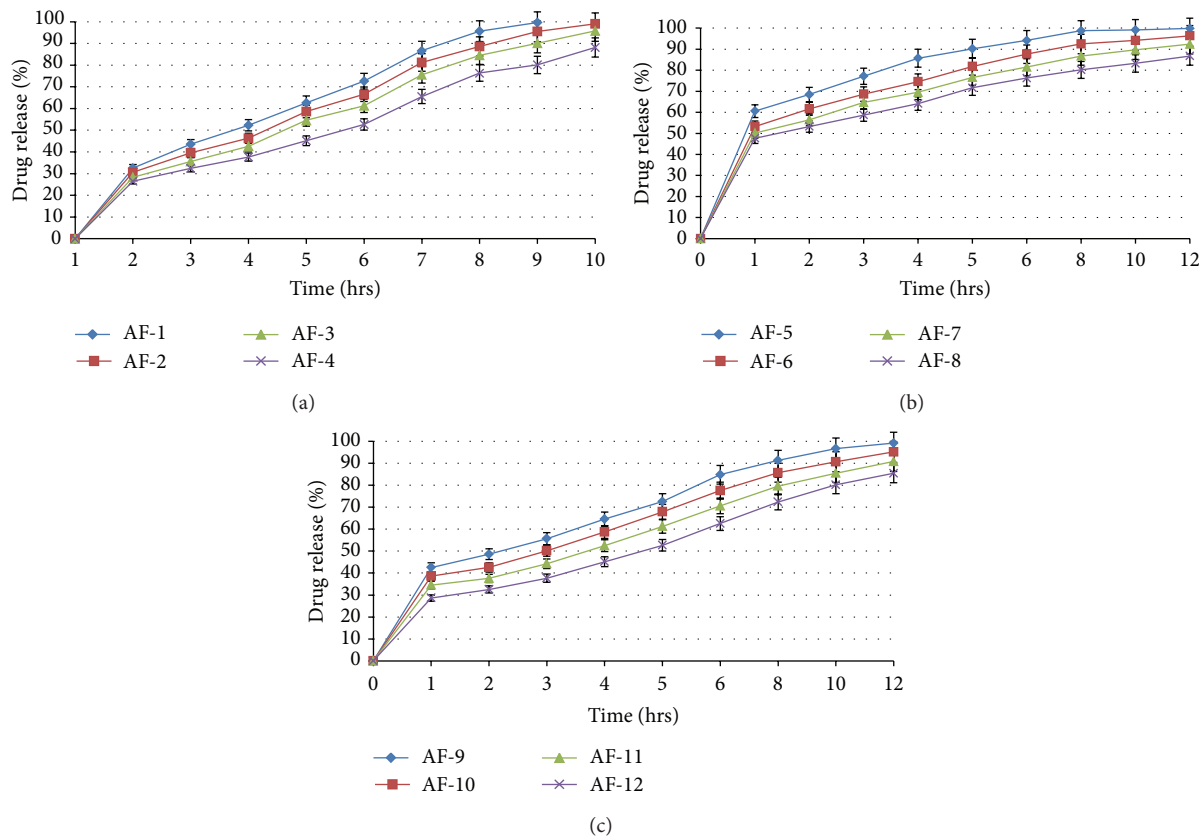 Drug release (%)
100
90
80
70
60
50
40
30
20
10
0
1 2 3 4 5 6 7 8 9 10
Time (hrs)
AF-1 AF-3
AF-2 AF-4
(a)
Drug release (%)
100
90
80
70
60
50
40
30
20
10
0
0 1 2 3 4 5 6 8 10 12
Time (hrs)
AF-5 AF-7
AF-6 AF-8
(b)
Drug release (%)
100
90
80
70
60
50
40
30
20
10
0
0 1 2 3 4 5 6 8 10 12
Time (hrs)
AF-9 AF-11
AF-10 AF-12
(c)